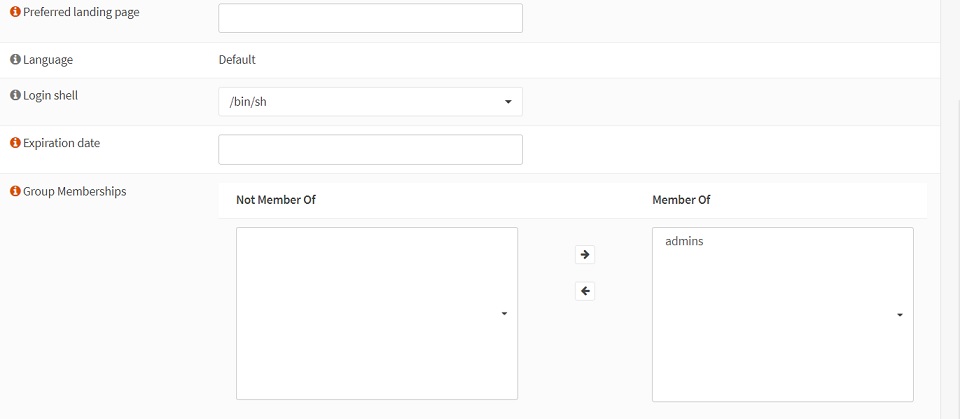 Preferred landing page
Language
Default
Login shell
/bin/sh
Expiration date
Group Memberships
Not Member Of
Member Of
admins